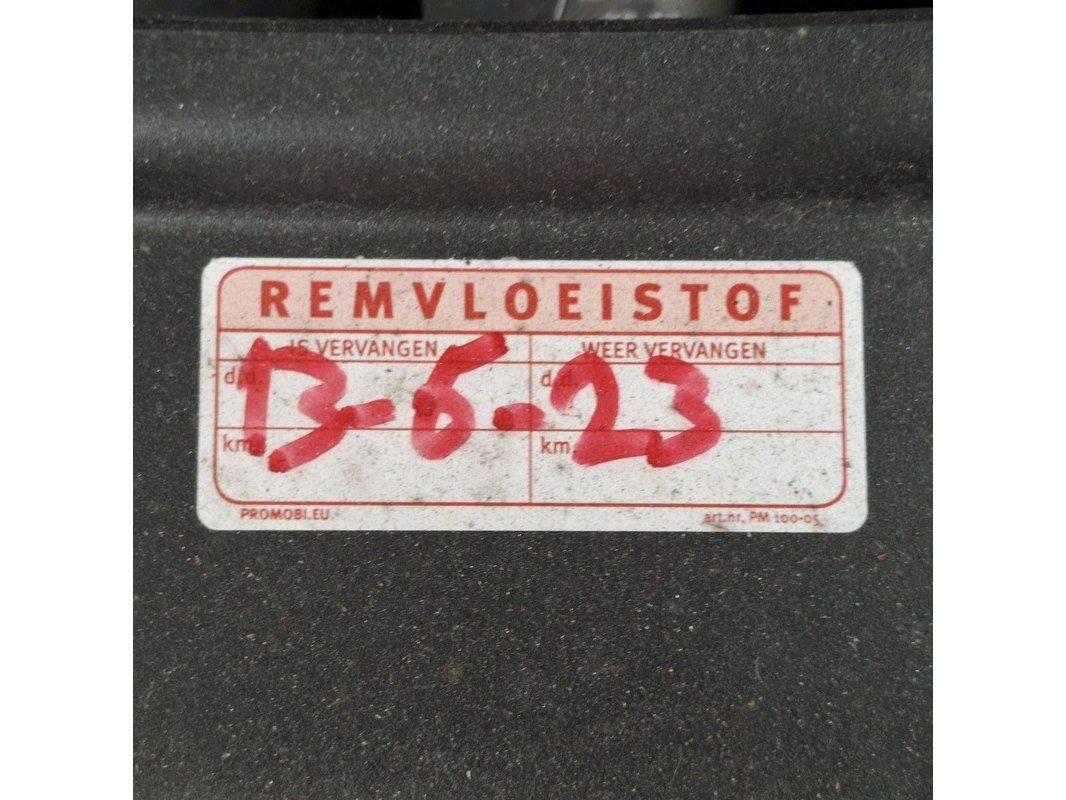 REMVLOEISTOF
IS VERVANGEN WEER VERVANGEN
d.d. d.d.
13-6-23
km. km.
PROMOBI.EU art.nr. PM 100-05